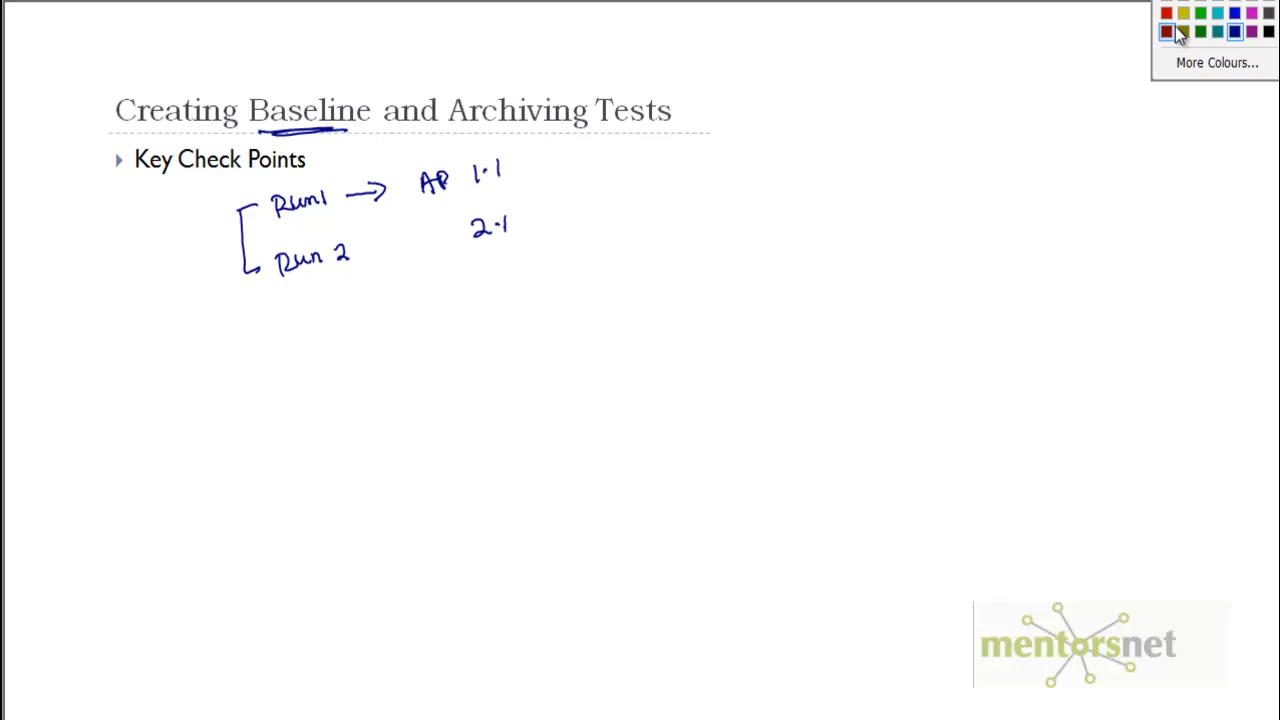 More Colours...
Creating Baseline and Archiving Tests
Key Check Points
Run1 → AP 1.1
2.1
Run 2
mentorsnet